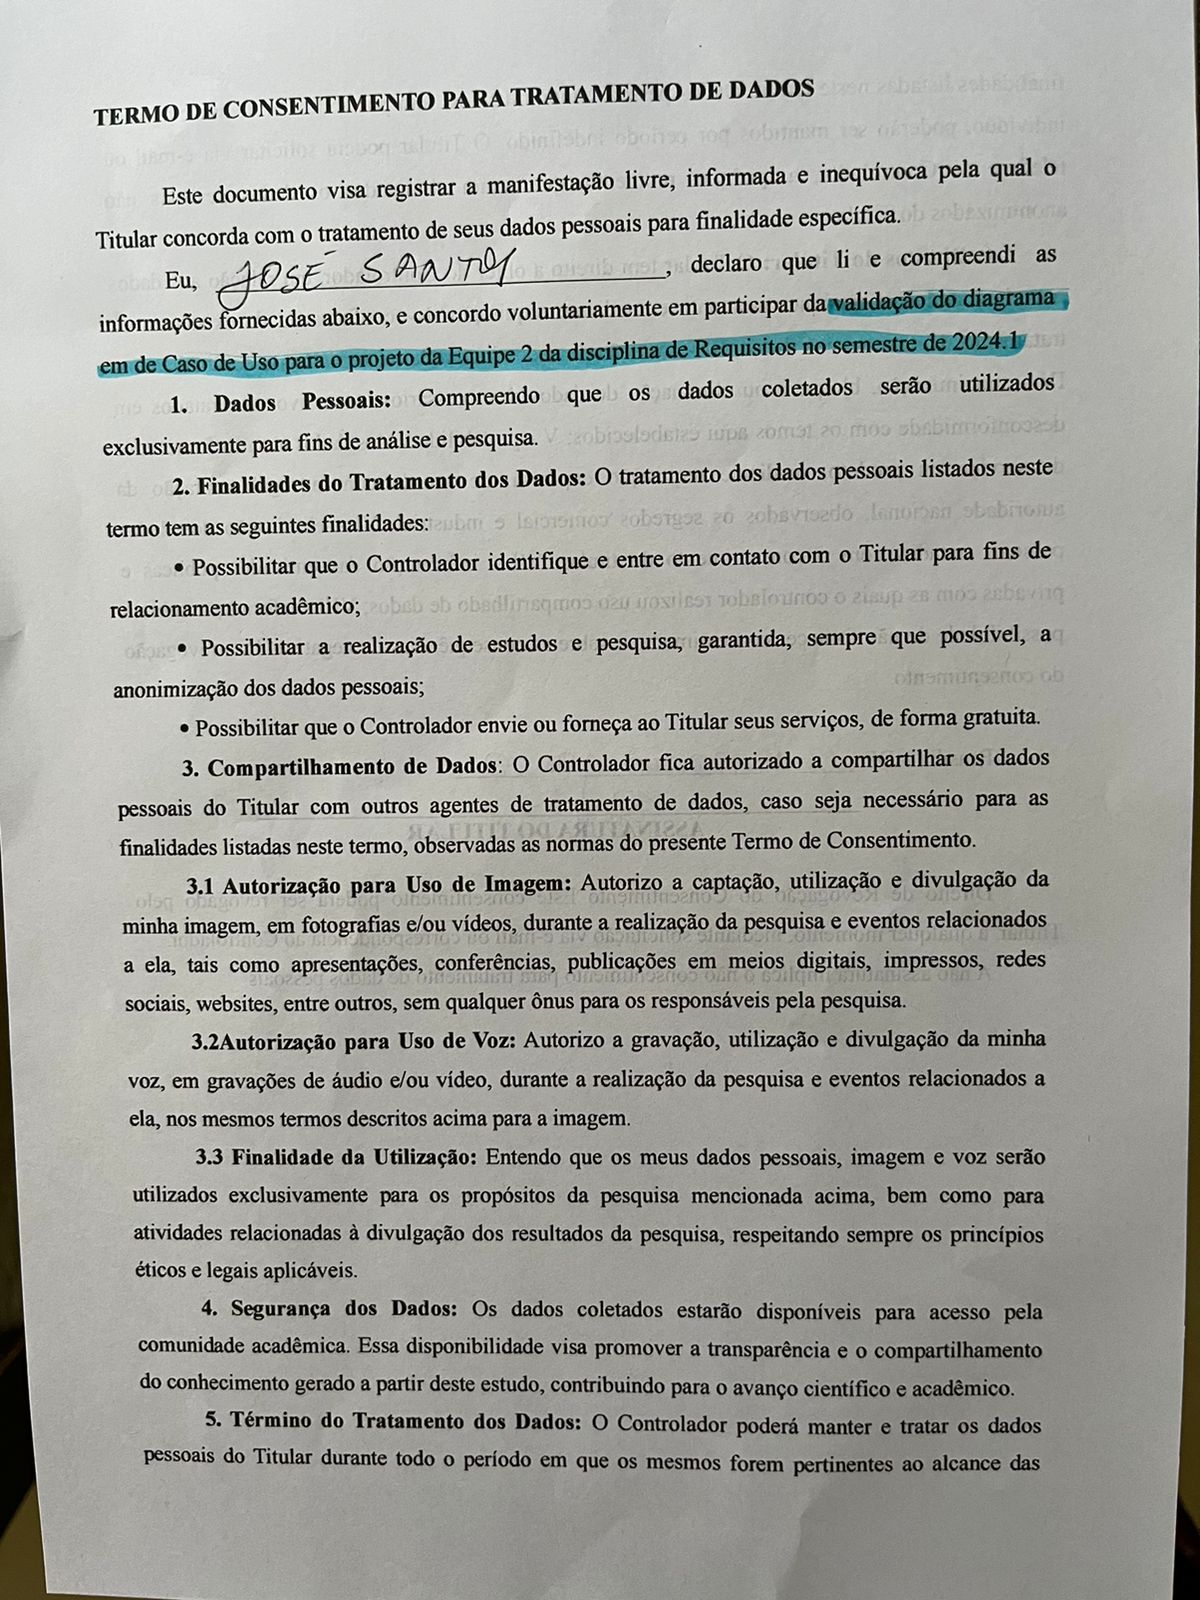 TERMO DE CONSENTIMENTO PARA TRATAMENTO DE DADOS
Este documento visa registrar a manifestação livre, informada e inequívoca pela qual o
Titular concorda com o tratamento de seus dados pessoais para finalidade específica.
Eu, JOSÉ SANTOS, declaro que li e compreendi as
informações fornecidas abaixo, e concordo voluntariamente em participar da validação do diagrama
em de Caso de Uso para o projeto da Equipe 2 da disciplina de Requisitos no semestre de 2024.1
1. Dados Pessoais: Compreendo que os dados coletados serão utilizados
exclusivamente para fins de análise e pesquisa.
2. Finalidades do Tratamento dos Dados: O tratamento dos dados pessoais listados neste
termo tem as seguintes finalidades:
• Possibilitar que o Controlador identifique e entre em contato com o Titular para fins de
relacionamento acadêmico;
• Possibilitar a realização de estudos e pesquisa, garantida, sempre que possível, a
anonimização dos dados pessoais;
• Possibilitar que o Controlador envie ou forneça ao Titular seus serviços, de forma gratuita.
3. Compartilhamento de Dados: O Controlador fica autorizado a compartilhar os dados
pessoais do Titular com outros agentes de tratamento de dados, caso seja necessário para as
finalidades listadas neste termo, observadas as normas do presente Termo de Consentimento.
3.1 Autorização para Uso de Imagem: Autorizo a captação, utilização e divulgação da
minha imagem, em fotografias e/ou vídeos, durante a realização da pesquisa e eventos relacionados
a ela, tais como apresentações, conferências, publicações em meios digitais, impressos, redes
sociais, websites, entre outros, sem qualquer ônus para os responsáveis pela pesquisa.
3.2Autorização para Uso de Voz: Autorizo a gravação, utilização e divulgação da minha
voz, em gravações de áudio e/ou vídeo, durante a realização da pesquisa e eventos relacionados a
ela, nos mesmos termos descritos acima para a imagem.
3.3 Finalidade da Utilização: Entendo que os meus dados pessoais, imagem e voz serão
utilizados exclusivamente para os propósitos da pesquisa mencionada acima, bem como para
atividades relacionadas à divulgação dos resultados da pesquisa, respeitando sempre os princípios
éticos e legais aplicáveis.
4. Segurança dos Dados: Os dados coletados estarão disponíveis para acesso pela
comunidade acadêmica. Essa disponibilidade visa promover a transparência e o compartilhamento
do conhecimento gerado a partir deste estudo, contribuindo para o avanço científico e acadêmico.
5. Término do Tratamento dos Dados: O Controlador poderá manter e tratar os dados
pessoais do Titular durante todo o período em que os mesmos forem pertinentes ao alcance das